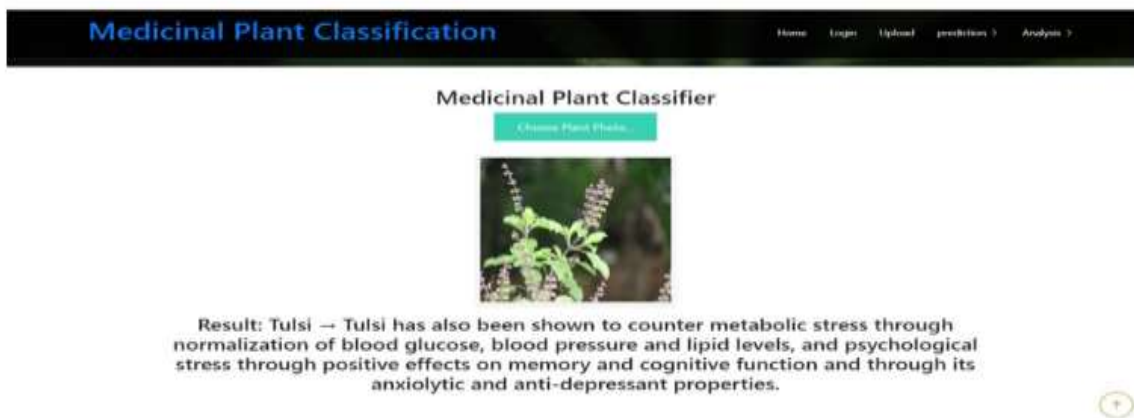 Medicinal Plant Classification
Home Login Upload prediction > Analysis >
Medicinal Plant Classifier
Choose Plant Photo...
Result: Tulsi → Tulsi has also been shown to counter metabolic stress through
normalization of blood glucose, blood pressure and lipid levels, and psychological
stress through positive effects on memory and cognitive function and through its
anxiolytic and anti-depressant properties.